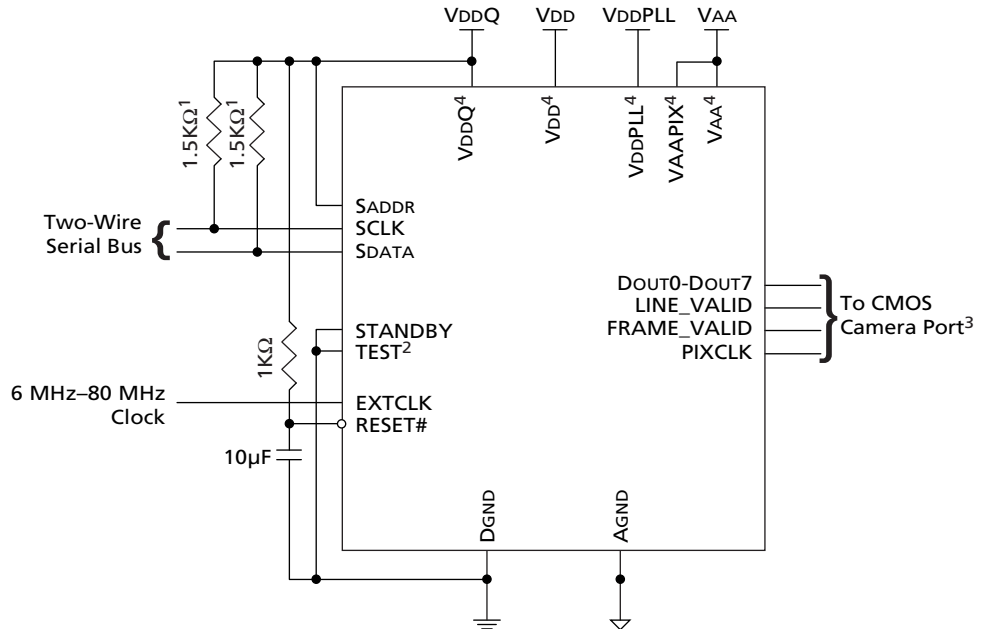 VDDQ
VDD
VDDPLL
VAA
VDDQ4
VDD4
VDDPLL4
VAAPIX4
VAA4
1.5KΩ1
1.5KΩ1
SADDR
Two-Wire
Serial Bus
SCLK
SDATA
DOUT0-DOUT7
LINE_VALID
FRAME_VALID
PIXCLK
To CMOS
Camera Port3
STANDBY
TEST2
1KΩ
6 MHz–80 MHz
Clock
EXTCLK
RESET#
10µF
DGND
AGND